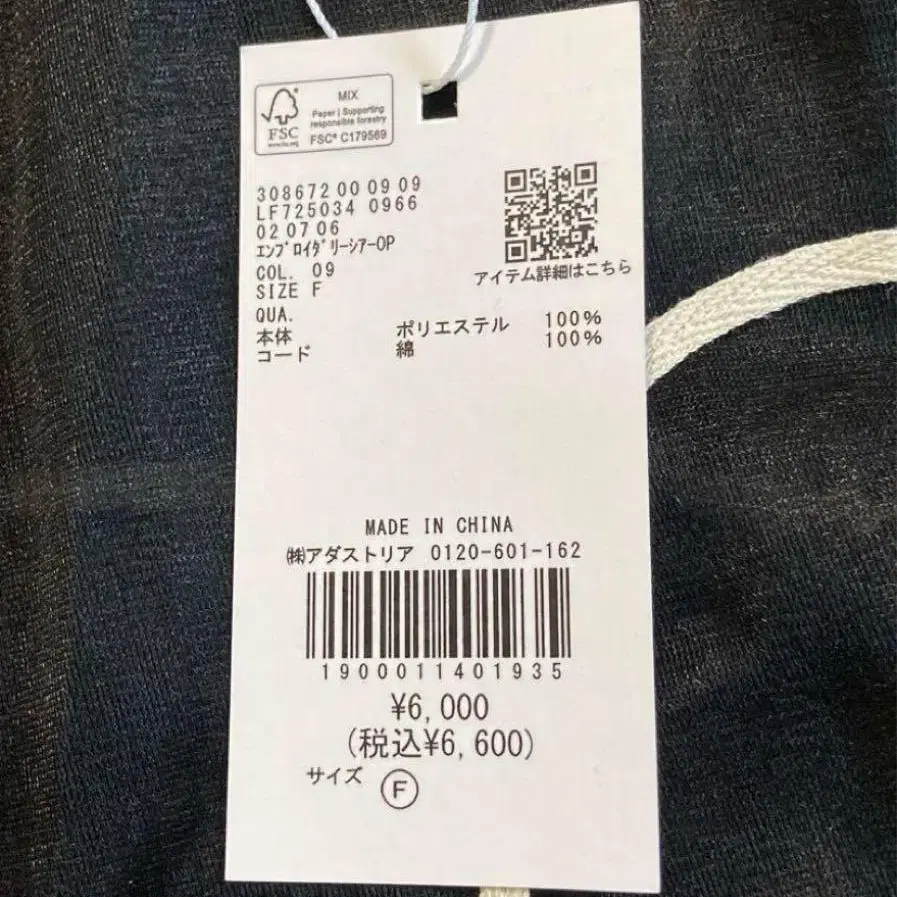 MIX
Paper | Supporting
responsible forestry
FSC
www.fsc.org
FSC® C179569
308672 00 09 09
LF725034 0966
02 07 06
ｴﾝﾌﾞﾛｲﾀﾞﾘｰｼｱｰOP
COL. 09
SIZE F
QUA.
アイテム詳細はこちら
本体 ポリエステル 100%
コード 綿 100%
MADE IN CHINA
㈱アダストリア 0120-601-162
1900011401935
¥6,000
(税込¥6,600)
サイズ F